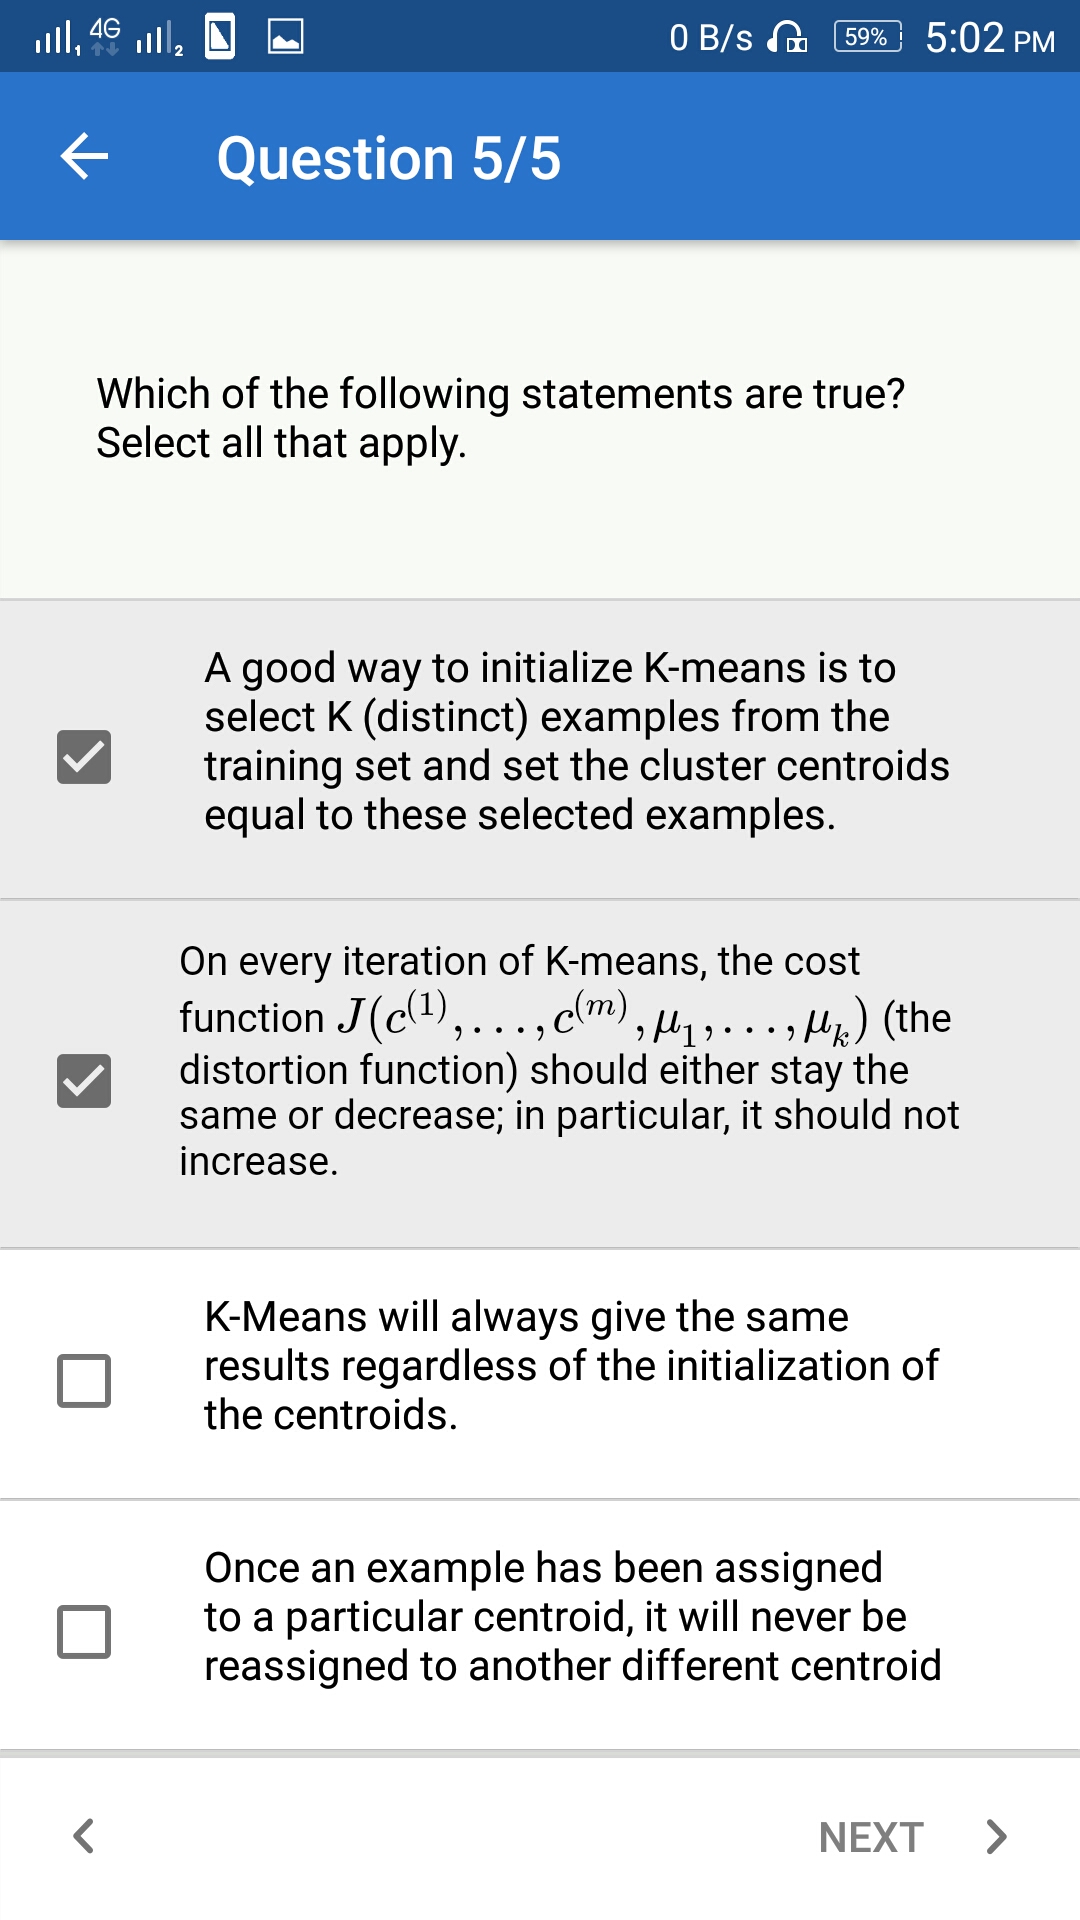 4G 1 2 0 B/s 59% 5:02 PM
Question 5/5
Which of the following statements are true?
Select all that apply.
A good way to initialize K-means is to
select K (distinct) examples from the
training set and set the cluster centroids
equal to these selected examples.
On every iteration of K-means, the cost
function J(c⁽¹⁾, . . . , c⁽ᵐ⁾, μ₁, . . . , μₖ) (the
distortion function) should either stay the
same or decrease; in particular, it should not
increase.
K-Means will always give the same
results regardless of the initialization of
the centroids.
Once an example has been assigned
to a particular centroid, it will never be
reassigned to another different centroid
NEXT